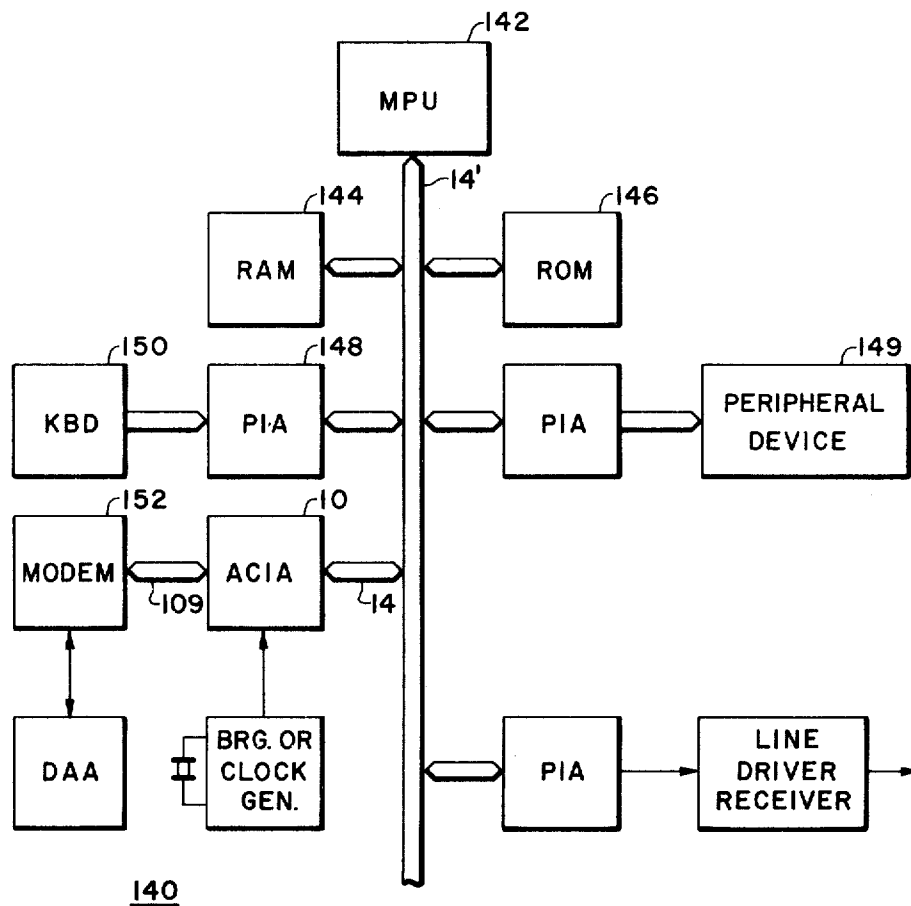 142
MPU
14'
144
146
RAM
ROM
150
148
149
KBD
PIA
PIA
PERIPHERAL
DEVICE
152
10
MODEM
ACIA
109
14
DAA
BRG. OR
CLOCK
GEN.
PIA
LINE
DRIVER
RECEIVER
140